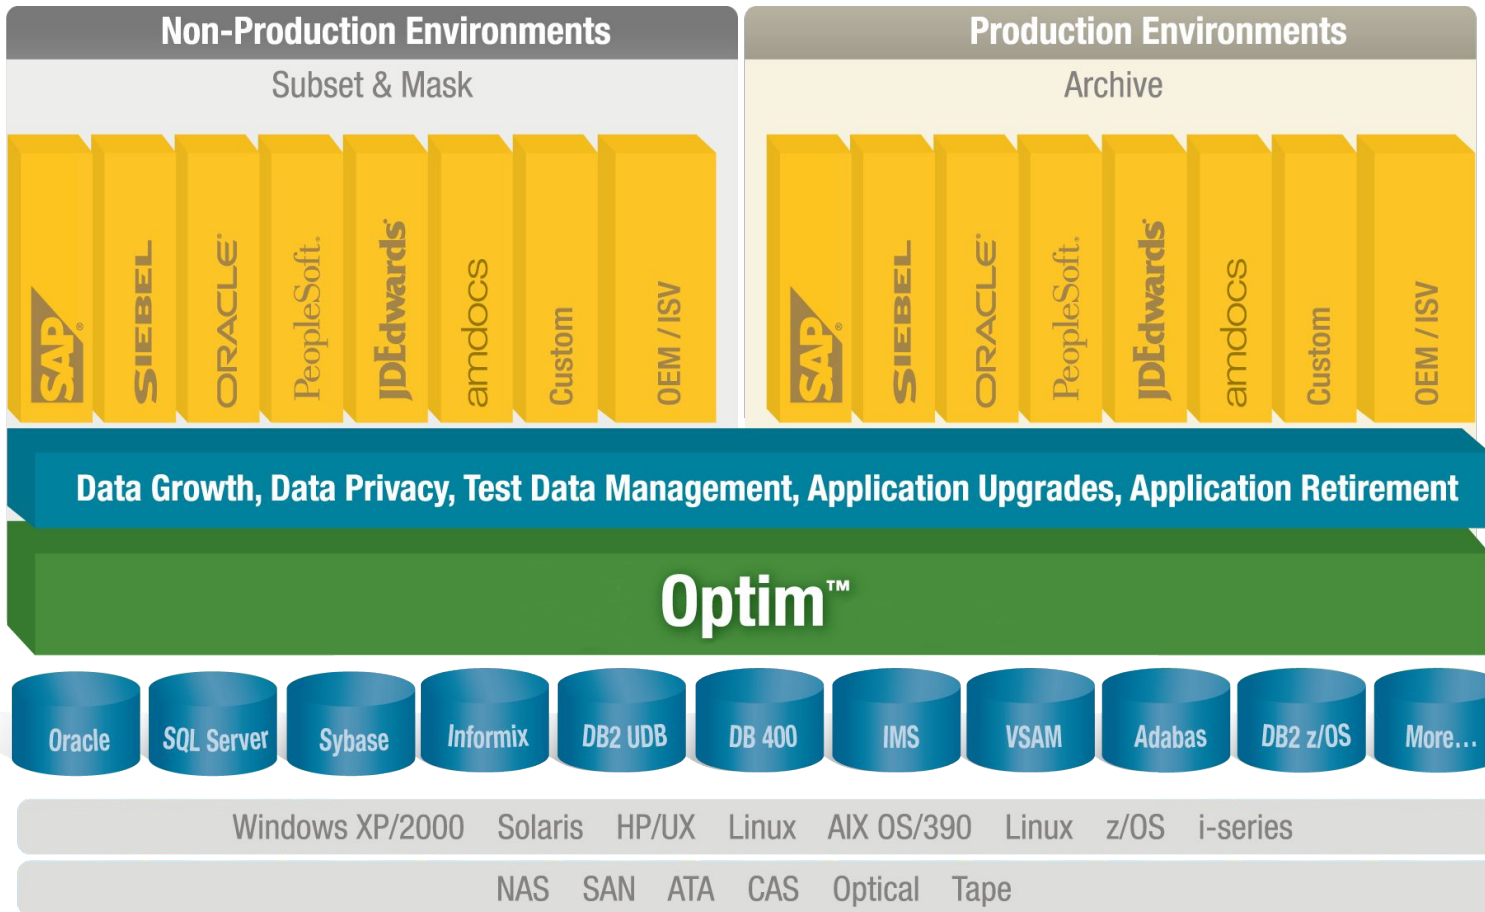 Non-Production Environments
Subset & Mask
SAP®
SIEBEL
ORACLE®
PeopleSoft.
JDEdwards®
amdocs
Custom
OEM / ISV
Production Environments
Archive
SAP®
SIEBEL
ORACLE®
PeopleSoft.
JDEdwards®
amdocs
Custom
OEM / ISV
Data Growth, Data Privacy, Test Data Management, Application Upgrades, Application Retirement
Optim™
Oracle SQL Server Sybase Informix DB2 UDB DB 400 IMS VSAM Adabas DB2 z/OS More...
Windows XP/2000 Solaris HP/UX Linux AIX OS/390 Linux z/OS i-series
NAS SAN ATA CAS Optical Tape